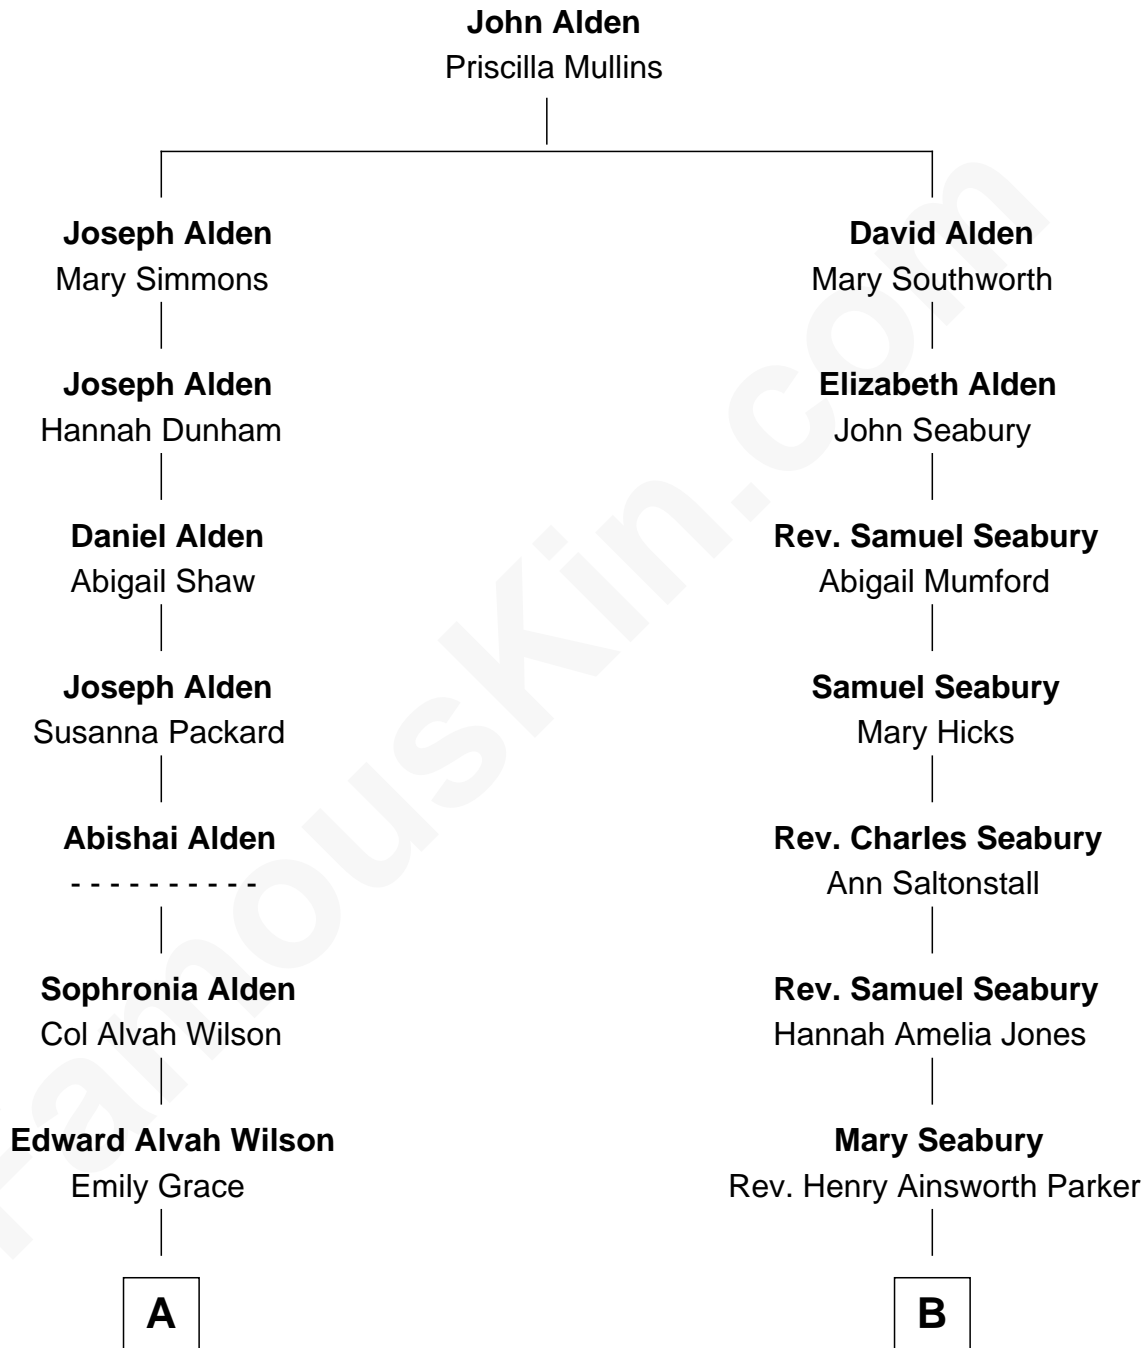 John Alden
Priscilla Mullins
Joseph Alden
Mary Simmons
David Alden
Mary Southworth
Joseph Alden
Hannah Dunham
Elizabeth Alden
John Seabury
Daniel Alden
Abigail Shaw
Rev. Samuel Seabury
Abigail Mumford
Joseph Alden
Susanna Packard
Samuel Seabury
Mary Hicks
Abishai Alden
- - - - - - - - - -
Rev. Charles Seabury
Ann Saltonstall
Sophronia Alden
Col Alvah Wilson
Rev. Samuel Seabury
Hannah Amelia Jones
Edward Alvah Wilson
Emily Grace
Mary Seabury
Rev. Henry Ainsworth Parker
A
B
FamousKin.com